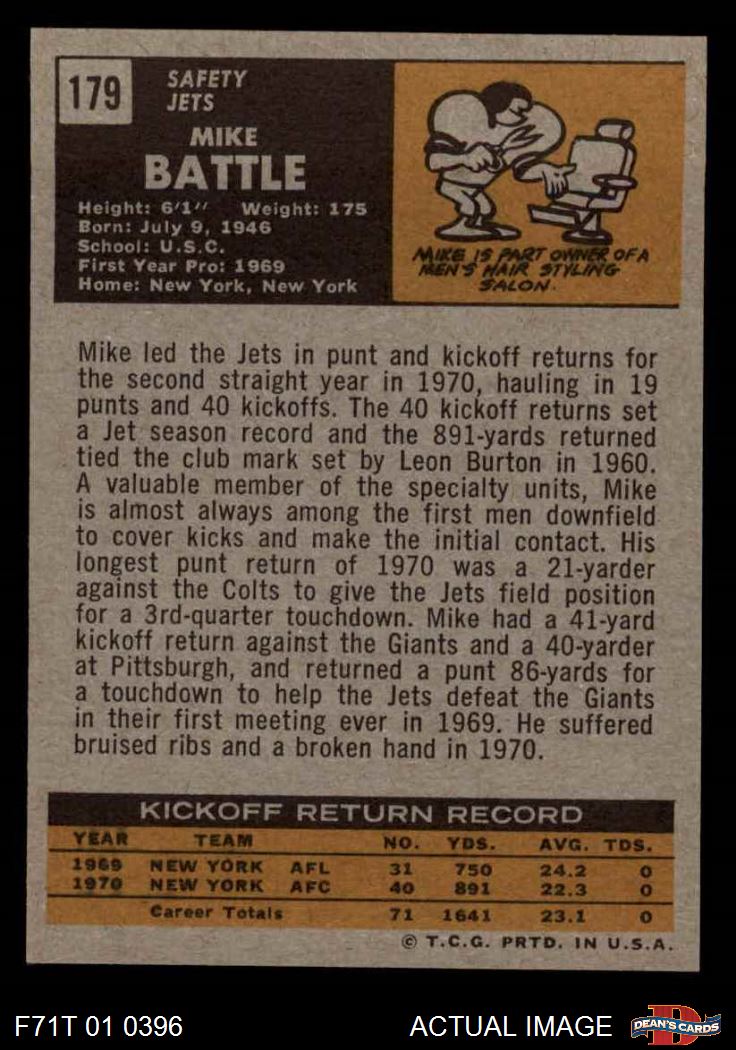 179
SAFETY
JETS
MIKE
BATTLE
Height: 6'1" Weight: 175
Born: July 9, 1946
School: U.S.C.
First Year Pro: 1969
Home: New York, New York
MIKE IS PART OWNER OF A
MEN'S HAIR STYLING
SALON.
Mike led the Jets in punt and kickoff returns for
the second straight year in 1970, hauling in 19
punts and 40 kickoffs. The 40 kickoff returns set
a Jet season record and the 891-yards returned
tied the club mark set by Leon Burton in 1960.
A valuable member of the specialty units, Mike
is almost always among the first men downfield
to cover kicks and make the initial contact. His
longest punt return of 1970 was a 21-yarder
against the Colts to give the Jets field position
for a 3rd-quarter touchdown. Mike had a 41-yard
kickoff return against the Giants and a 40-yarder
at Pittsburgh, and returned a punt 86-yards for
a touchdown to help the Jets defeat the Giants
in their first meeting ever in 1969. He suffered
bruised ribs and a broken hand in 1970.
KICKOFF RETURN RECORD
YEAR TEAM NO. YDS. AVG. TDS.
1969 NEW YORK AFL 31 750 24.2 0
1970 NEW YORK AFC 40 891 22.3 0
Career Totals 71 1641 23.1 0
© T.C.G. PRTD. IN U.S.A.
F71T 01 0396 ACTUAL IMAGE DEAN'S CARDS